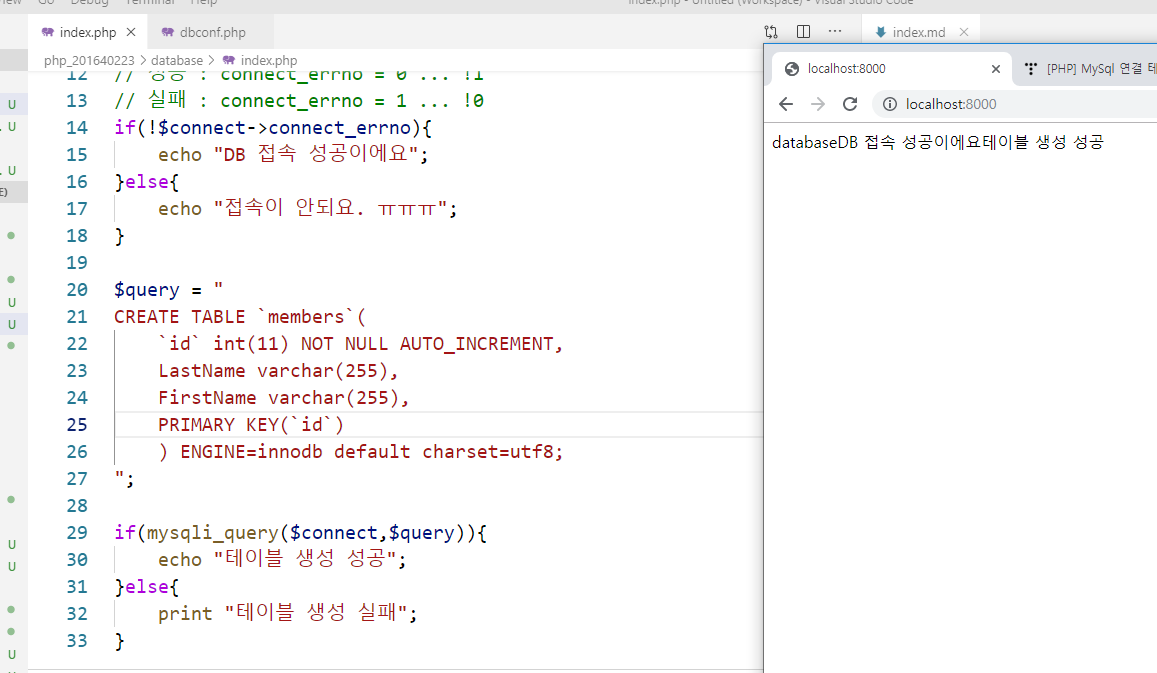 View Go Debug Terminal Help
index.php - Untitled (Workspace) - Visual Studio Code
index.php × dbconf.php ... index.md ×
php_201640223 > database > index.php
12 // 성공 : connect_errno = 0 ... !1
13 // 실패 : connect_errno = 1 ... !0
14 if(!$connect->connect_errno){
15 echo "DB 접속 성공이에요";
16 }else{
17 echo "접속이 안되요. ㅠㅠㅠ";
18 }
19
20 $query = "
21 CREATE TABLE `members`(
22 `id` int(11) NOT NULL AUTO_INCREMENT,
23 LastName varchar(255),
24 FirstName varchar(255),
25 PRIMARY KEY(`id`)
26 ) ENGINE=innodb default charset=utf8;
27 ";
28
29 if(mysqli_query($connect,$query)){
30 echo "테이블 생성 성공";
31 }else{
32 print "테이블 생성 실패";
33 }
U
U
U
E)
U
U
U
U
U
localhost:8000 × [PHP] MySql 연결 테
localhost:8000
databaseDB 접속 성공이에요테이블 생성 성공